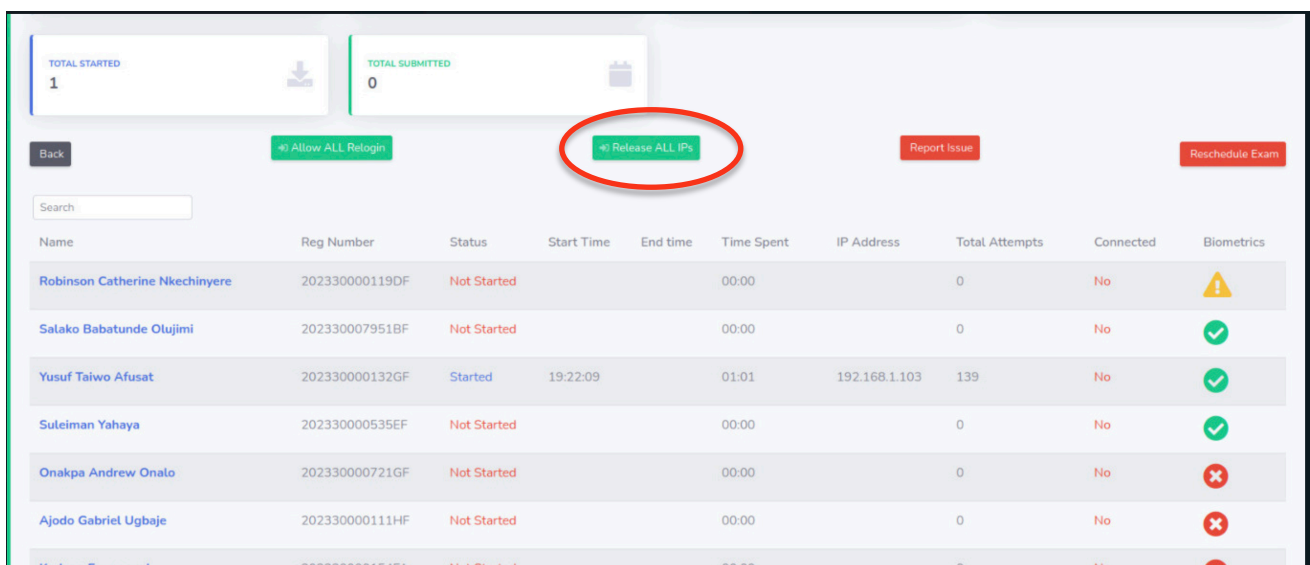 TOTAL STARTED
1
TOTAL SUBMITTED
0
Back
Allow ALL Relogin
Release ALL IPs
Report Issue
Reschedule Exam
Search
Name Reg Number Status Start Time End time Time Spent IP Address Total Attempts Connected Biometrics
Robinson Catherine Nkechinyere 202330000119DF Not Started 00:00 0 No
Salako Babatunde Olujimi 202330007951BF Not Started 00:00 0 No
Yusuf Taiwo Afusat 202330000132GF Started 19:22:09 01:01 192.168.1.103 139 No
Suleiman Yahaya 202330000535EF Not Started 00:00 0 No
Onakpa Andrew Onalo 202330000721GF Not Started 00:00 0 No
Ajodo Gabriel Ugbaje 202330000111HF Not Started 00:00 0 No